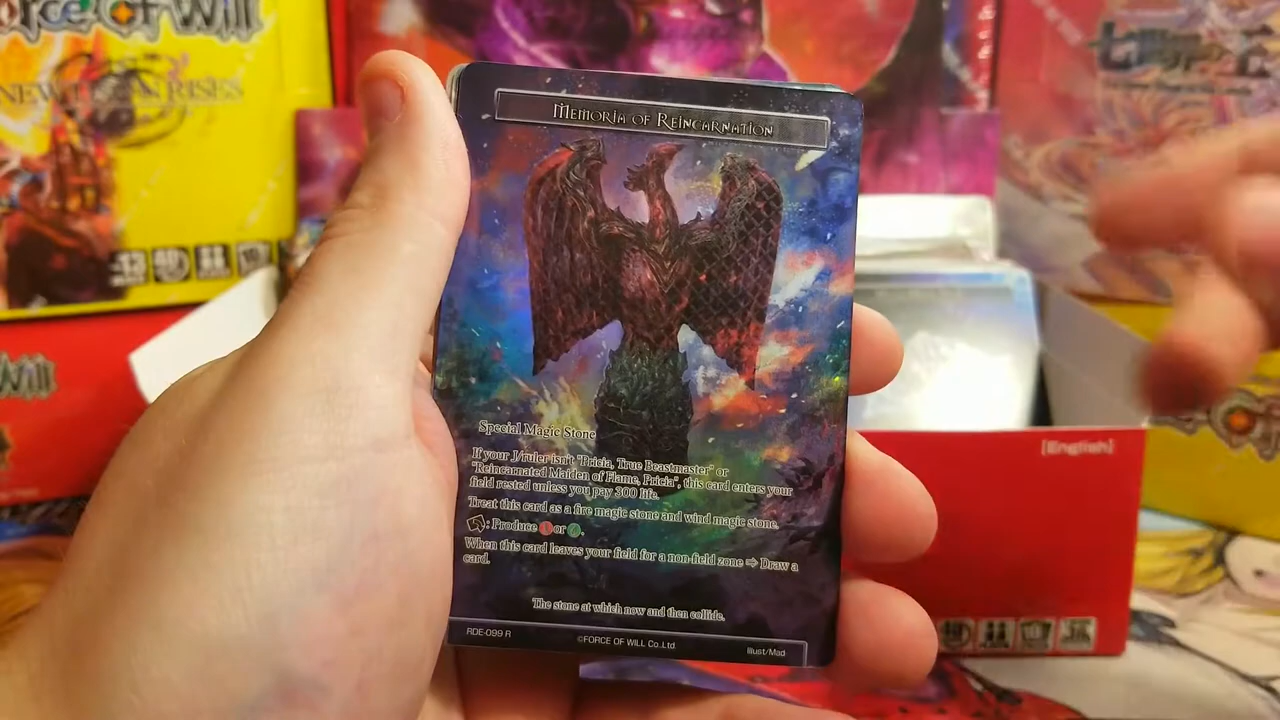 Force Of Will
NEW DAWN RISES
Will
[English]
Memoria of Reincarnation
Special Magic Stone
If your J/ruler isn't "Pricia, True Beastmaster" or
"Reincarnated Maiden of Flame, Pricia", this card enters your
field rested unless you pay 300 life.
Treat this card as a fire magic stone and wind magic stone.
: Produce or .
When this card leaves your field for a non-field zone ⇒ Draw a
card.
The stone at which now and then collide.
RDE-099 R
©FORCE OF WILL Co.,Ltd.
Illust/Mad